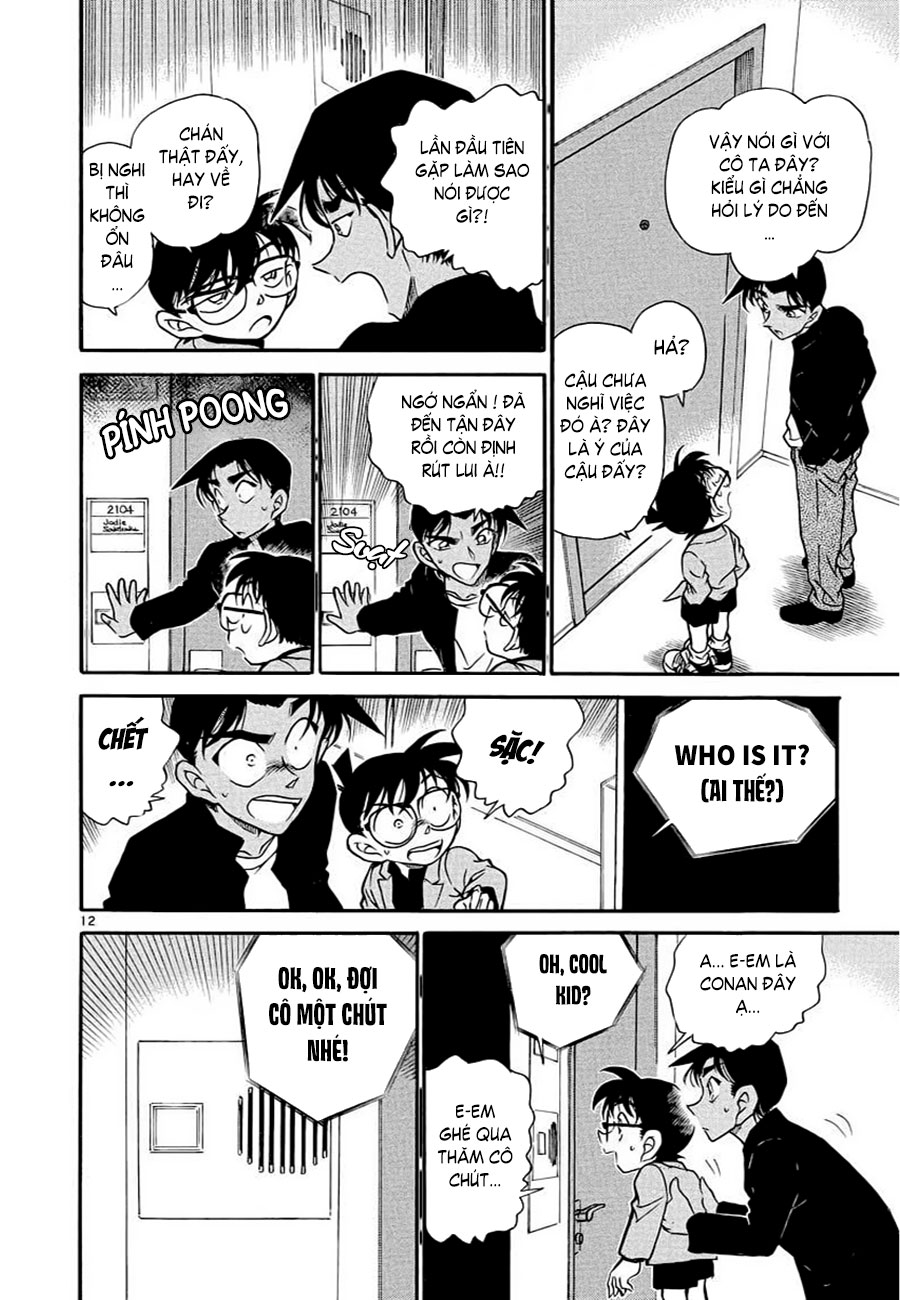 VẬY NÓI GÌ VỚI
CÔ TA ĐÂY?
KIỂU GÌ CHẲNG
HỎI LÝ DO ĐẾN
...
HẢ?
CẬU CHƯA
NGHĨ VIỆC
ĐÓ À? ĐÂY
LÀ Ý CỦA
CẬU ĐẤY?
LẦN ĐẦU TIÊN
GẶP LÀM SAO
NÓI ĐƯỢC
GÌ?!
CHÁN
THẬT ĐẤY,
HAY VỀ
ĐI?
BỊ NGHI
THÌ
KHÔNG
ỔN
ĐÂU
...
NGỚ NGẨN! ĐÃ
ĐẾN TẬN ĐÂY
RỒI CÒN ĐỊNH
RÚT LUI À!!
2104
Jodie
Soạt
PÍNH POONG
2104
Jodie
WHO IS IT?
(AI THẾ?)
SẶC!
CHẾT
...
12
A... E-EM LÀ
CONAN ĐÂY
Ạ...
OH, COOL
KID?
E-EM
GHÉ QUA
THĂM CÔ
CHÚT...
OK, OK, ĐỢI
CÔ MỘT CHÚT
NHÉ!